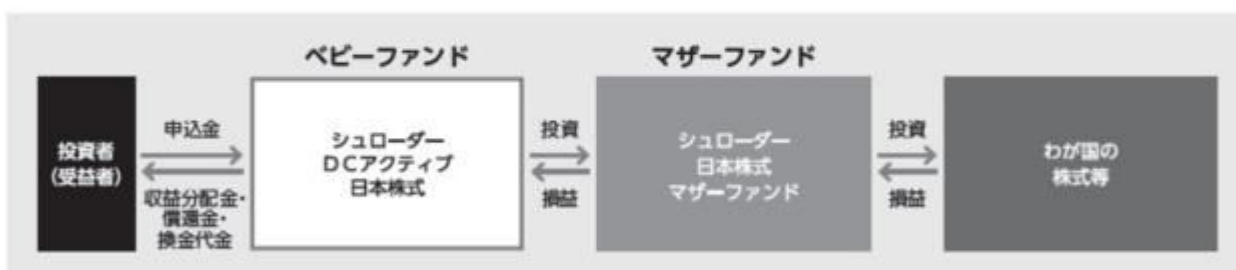 ベビーファンド
マザーファンド
投資者
(受益者)
申込金
収益分配金・
償還金・
換金代金
シュローダー
DCアクティブ
日本株式
投資
損益
シュローダー
日本株式
マザーファンド
投資
損益
わが国の
株式等